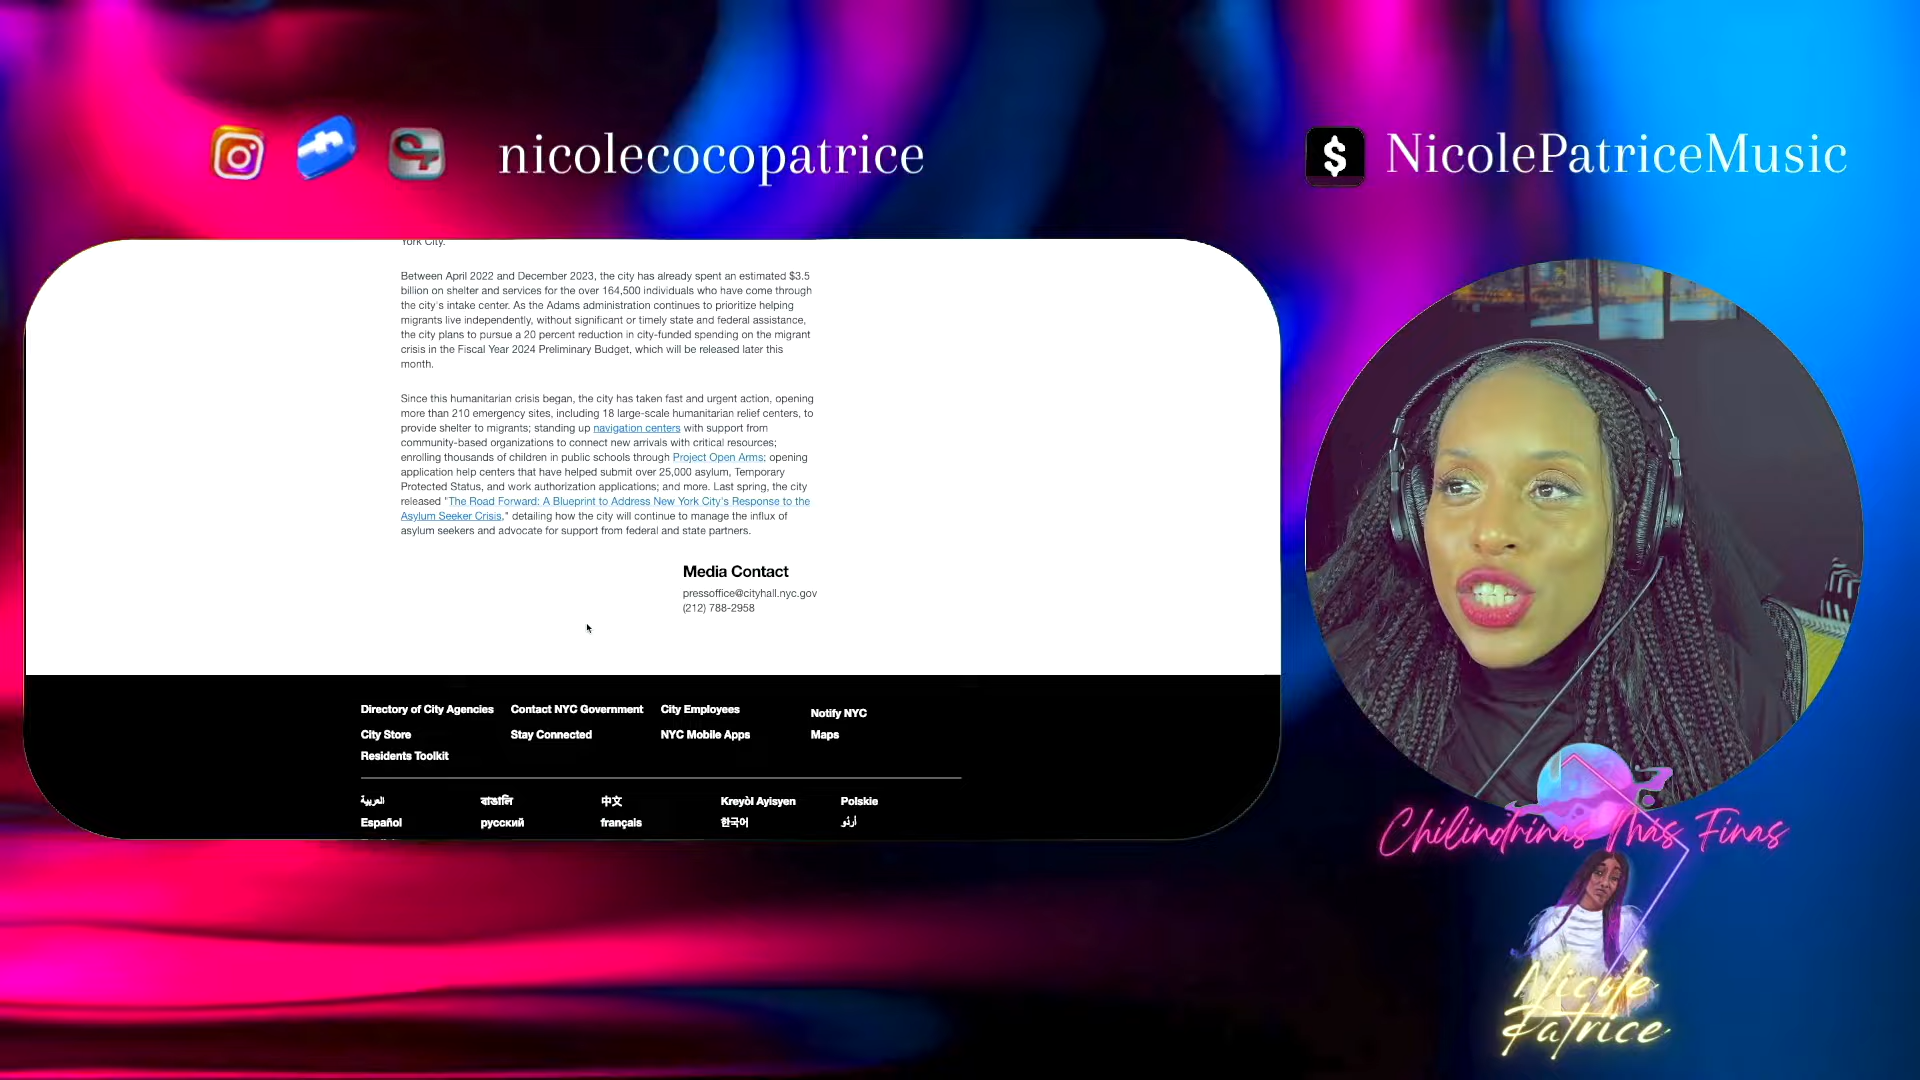 nicolecocopatrice
NicolePatriceMusic
York City.
Between April 2022 and December 2023, the city has already spent an estimated $3.5
billion on shelter and services for the over 164,500 individuals who have come through
the city's intake center. As the Adams administration continues to prioritize helping
migrants live independently, without significant or timely state and federal assistance,
the city plans to pursue a 20 percent reduction in city-funded spending on the migrant
crisis in the Fiscal Year 2024 Preliminary Budget, which will be released later this
month.
Since this humanitarian crisis began, the city has taken fast and urgent action, opening
more than 210 emergency sites, including 18 large-scale humanitarian relief centers, to
provide shelter to migrants; standing up navigation centers with support from
community-based organizations to connect new arrivals with critical resources;
enrolling thousands of children in public schools through Project Open Arms; opening
application help centers that have helped submit over 25,000 asylum, Temporary
Protected Status, and work authorization applications; and more. Last spring, the city
released "The Road Forward: A Blueprint to Address New York City's Response to the
Asylum Seeker Crisis," detailing how the city will continue to manage the influx of
asylum seekers and advocate for support from federal and state partners.
Media Contact
pressoffice@cityhall.nyc.gov
(212) 788-2958
Directory of City Agencies Contact NYC Government City Employees Notify NYC
City Store Stay Connected NYC Mobile Apps Maps
Residents Toolkit
العربية বাঙালি 中文 Kreyòl Ayisyen Polskie
Español русский français 한국어 اُردُو
Chilindrinas Más Finas
Nicole
Patrice